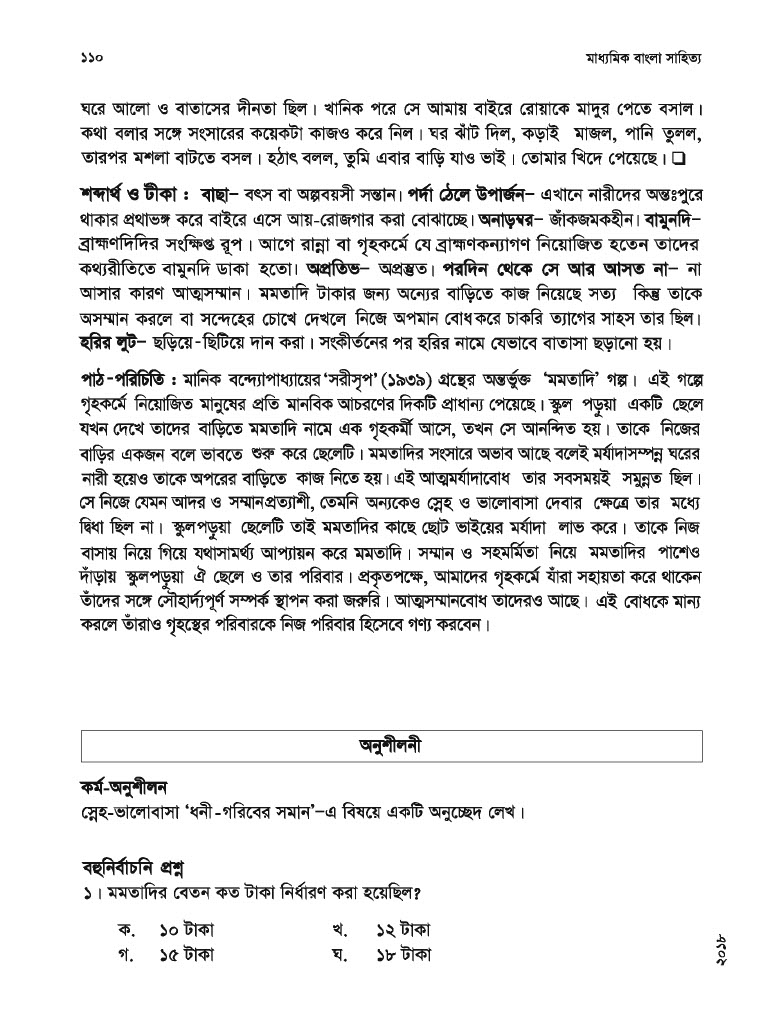 ১১০ মাধ্যমিক বাংলা সাহিত্য
ঘরে আলো ও বাতাসের দীনতা ছিল। খানিক পরে সে আমায় বাইরে রোয়াকে মাদুর পেতে বসাল।
কথা বলার সঙ্গে সংসারের কয়েকটা কাজও করে নিল। ঘর ঝাঁট দিল, কড়াই মাজল, পানি তুলল,
তারপর মশলা বাটতে বসল। হঠাৎ বলল, তুমি এবার বাড়ি যাও ভাই। তোমার খিদে পেয়েছে। ❏
শব্দার্থ ও টীকা : বাছা– বৎস বা অল্পবয়সী সন্তান। পর্দা ঠেলে উপার্জন– এখানে নারীদের অন্তঃপুরে
থাকার প্রথাভঙ্গ করে বাইরে এসে আয়-রোজগার করা বোঝাচ্ছে। অনাড়ম্বর– জাঁকজমকহীন। বামুনদি–
ব্রাহ্মণদিদির সংক্ষিপ্ত রূপ। আগে রান্না বা গৃহকর্মে যে ব্রাহ্মণকন্যাগণ নিয়োজিত হতেন তাদের
কথ্যরীতিতে বামুনদি ডাকা হতো। অপ্রতিভ– অপ্রস্তুত। পরদিন থেকে সে আর আসত না– না
আসার কারণ আত্মসম্মান। মমতাদি টাকার জন্য অন্যের বাড়িতে কাজ নিয়েছে সত্য কিন্তু তাকে
অসম্মান করলে বা সন্দেহের চোখে দেখলে নিজে অপমান বোধ করে চাকরি ত্যাগের সাহস তার ছিল।
হরির লুট– ছড়িয়ে-ছিটিয়ে দান করা। সংকীর্তনের পর হরির নামে যেভাবে বাতাসা ছড়ানো হয়।
পাঠ-পরিচিতি : মানিক বন্দ্যোপাধ্যায়ের ‘সরীসৃপ’ (১৯৩৯) গ্রন্থের অন্তর্ভুক্ত ‘মমতাদি’ গল্প। এই গল্পে
গৃহকর্মে নিয়োজিত মানুষের প্রতি মানবিক আচরণের দিকটি প্রাধান্য পেয়েছে। স্কুল পড়ুয়া একটি ছেলে
যখন দেখে তাদের বাড়িতে মমতাদি নামে এক গৃহকর্মী আসে, তখন সে আনন্দিত হয়। তাকে নিজের
বাড়ির একজন বলে ভাবতে শুরু করে ছেলেটি। মমতাদির সংসারে অভাব আছে বলেই মর্যাদাসম্পন্ন ঘরের
নারী হয়েও তাকে অপরের বাড়িতে কাজ নিতে হয়। এই আত্মমর্যাদাবোধ তার সবসময়ই সমুন্নত ছিল।
সে নিজে যেমন আদর ও সম্মানপ্রত্যাশী, তেমনি অন্যকেও স্নেহ ও ভালোবাসা দেবার ক্ষেত্রে তার মধ্যে
দ্বিধা ছিল না। স্কুলপড়ুয়া ছেলেটি তাই মমতাদির কাছে ছোট ভাইয়ের মর্যাদা লাভ করে। তাকে নিজ
বাসায় নিয়ে গিয়ে যথাসামর্থ্য আপ্যায়ন করে মমতাদি। সম্মান ও সহমর্মিতা নিয়ে মমতাদির পাশেও
দাঁড়ায় স্কুলপড়ুয়া ঐ ছেলে ও তার পরিবার। প্রকৃতপক্ষে, আমাদের গৃহকর্মে যাঁরা সহায়তা করে থাকেন
তাঁদের সঙ্গে সৌহার্দ্যপূর্ণ সম্পর্ক স্থাপন করা জরুরি। আত্মসম্মানবোধ তাদেরও আছে। এই বোধকে মান্য
করলে তাঁরাও গৃহস্থের পরিবারকে নিজ পরিবার হিসেবে গণ্য করবেন।
অনুশীলনী
কর্ম-অনুশীলন
স্নেহ-ভালোবাসা ‘ধনী-গরিবের সমান’–এ বিষয়ে একটি অনুচ্ছেদ লেখ।
বহুনির্বাচনি প্রশ্ন
১। মমতাদির বেতন কত টাকা নির্ধারণ করা হয়েছিল?
ক. ১০ টাকা খ. ১২ টাকা
গ. ১৫ টাকা ঘ. ১৮ টাকা
২০১৮